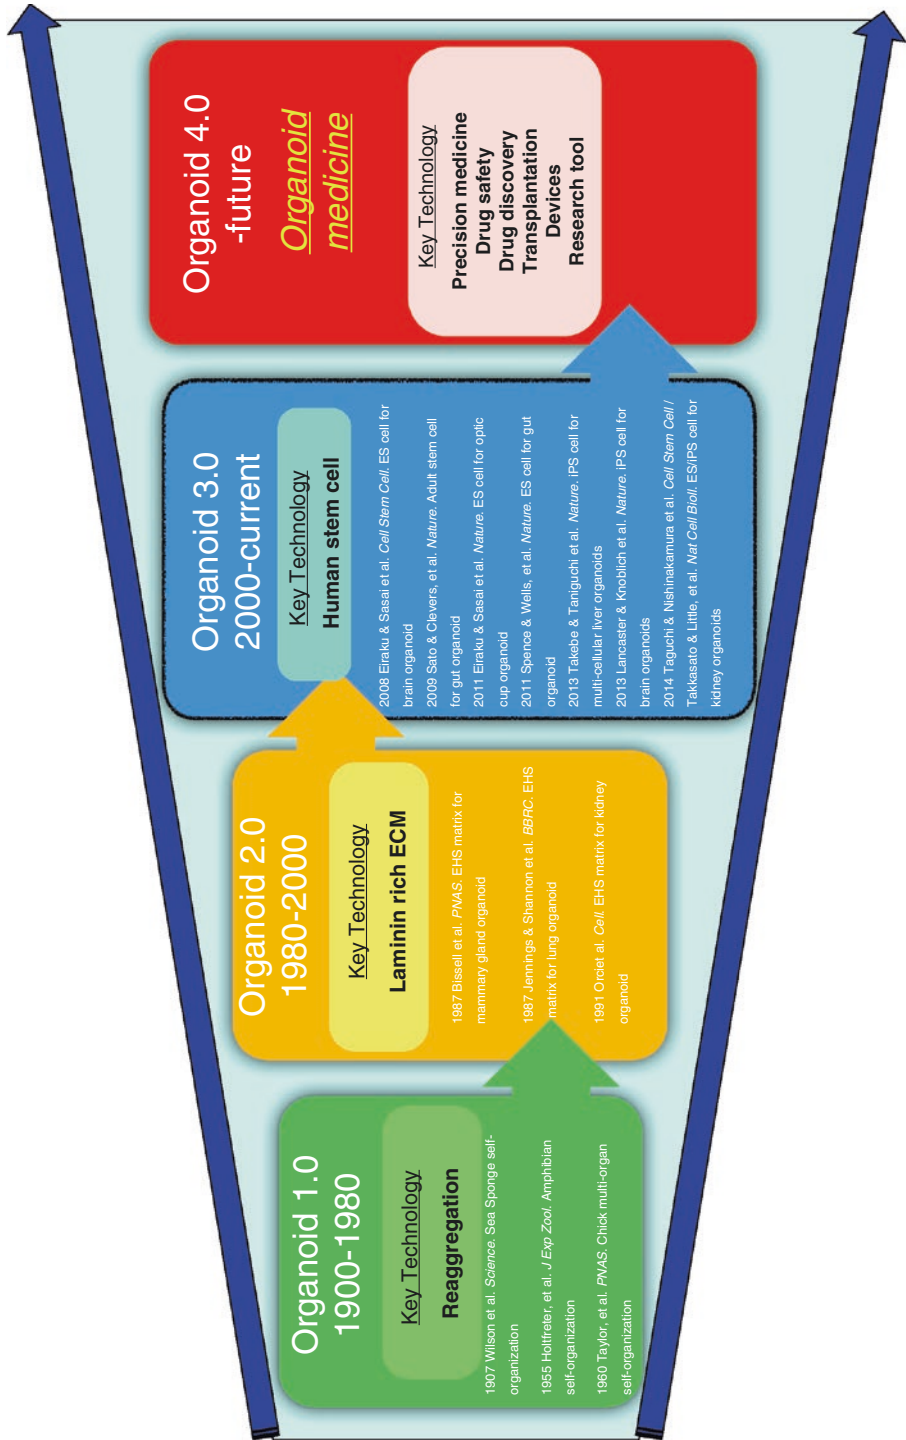 Organoid 1.0
1900-1980
Key Technology
Reaggregation
1907 Wilson et al. Science. Sea Sponge self-
organization
1955 Holtfreter, et al. J Exp Zool. Amphibian
self-organization
1960 Taylor, et al. PNAS. Chick multi-organ
self-organization
Organoid 2.0
1980-2000
Key Technology
Laminin rich ECM
1987 Bissell et al. PNAS. EHS matrix for
mammary gland organoid
1987 Jennings & Shannon et al. BBRC. EHS
matrix for lung organoid
1991 Orciet al. Cell. EHS matrix for kidney
organoid
Organoid 3.0
2000-current
Key Technology
Human stem cell
2008 Eiraku & Sasai et al. Cell Stem Cell. ES cell for
brain organoid
2009 Sato & Clevers, et al. Nature. Adult stem cell
for gut organoid
2011 Eiraku & Sasai et al. Nature. ES cell for optic
cup organoid
2011 Spence & Wells, et al. Nature. ES cell for gut
organoid
2013 Takebe & Taniguchi et al. Nature. iPS cell for
multi-cellular liver organoids
2013 Lancaster & Knoblich et al. Nature. iPS cell for
brain organoids
2014 Taguchi & Nishinakamura et al. Cell Stem Cell /
Takkasato & Little, et al. Nat Cell Bioll. ES/iPS cell for
kidney organoids
Organoid 4.0
-future
Organoid
medicine
Key Technology
Precision medicine
Drug safety
Drug discovery
Transplantation
Devices
Research tool